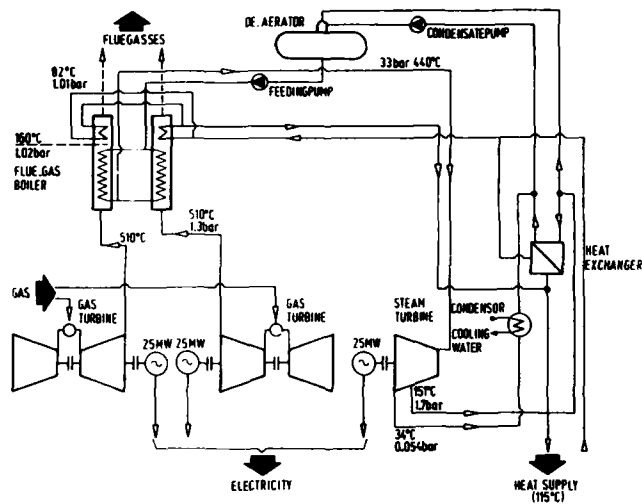 FLUEGASSES
DE.AERATOR
CONDENSATEPUMP
82°C
1.01bar
FEEDINGPUMP
33bar 440°C
160°C
1.02bar
FLUE.GAS
BOILER
510°C
510°C
1.3bar
HEAT
EXCHANGER
GAS
GAS
TURBINE
GAS
TURBINE
STEAM
TURBINE
CONDENSOR
COOLING
WATER
25MW
25MW
25MW
151°C
1.7bar
34°C
0.054bar
ELECTRICITY
HEAT SUPPLY
(115°C)